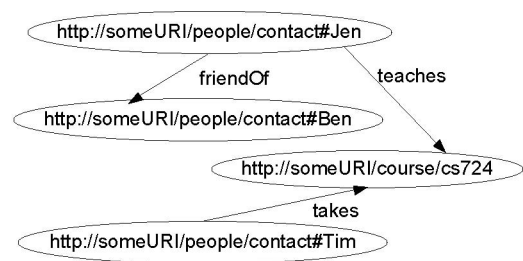 http://someURI/people/contact#Jen
friendOf
teaches
http://someURI/people/contact#Ben
http://someURI/course/cs724
takes
http://someURI/people/contact#Tim